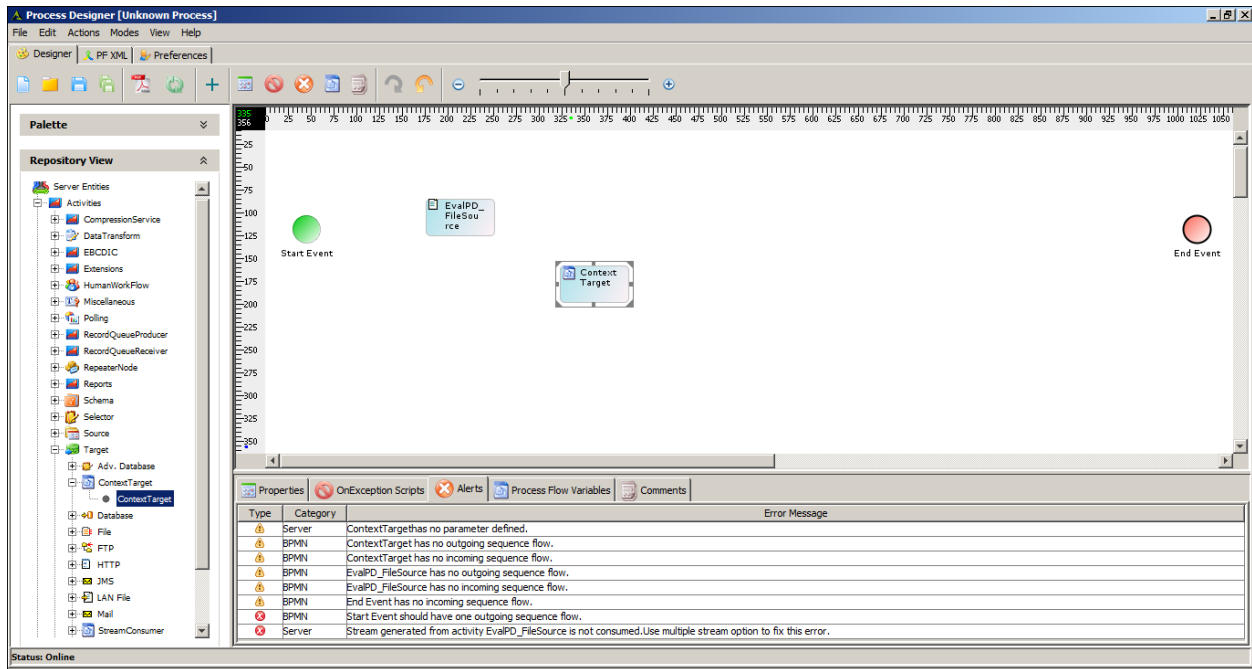 Process Designer [Unknown Process]
File Edit Actions Modes View Help
Designer PF XML Preferences
335
356
0 25 50 75 100 125 150 175 200 225 250 275 300 325 350 375 400 425 450 475 500 525 550 575 600 625 650 675 700 725 750 775 800 825 850 875 900 925 950 975 1000 1025 1050
25
50
75
100
125
150
175
200
225
250
275
300
325
350
Palette
Repository View
Server Entities
Activities
CompressionService
DataTransform
EBCDIC
Extensions
HumanWorkFlow
Miscellaneous
Polling
RecordQueueProducer
RecordQueueReceiver
RepeaterNode
Reports
Schema
Selector
Source
Target
Adv. Database
ContextTarget
ContextTarget
Database
File
FTP
HTTP
JMS
LAN File
Mail
StreamConsumer
Start Event
EvalPD_
FileSou
rce
Context
Target
End Event
Properties OnException Scripts Alerts Process Flow Variables Comments
Type Category Error Message
Server ContextTargethas no parameter defined.
BPMN ContextTarget has no outgoing sequence flow.
BPMN ContextTarget has no incoming sequence flow.
BPMN EvalPD_FileSource has no outgoing sequence flow.
BPMN EvalPD_FileSource has no incoming sequence flow.
BPMN End Event has no incoming sequence flow.
BPMN Start Event should have one outgoing sequence flow.
Server Stream generated from activity EvalPD_FileSource is not consumed.Use multiple stream option to fix this error.
Status: Online